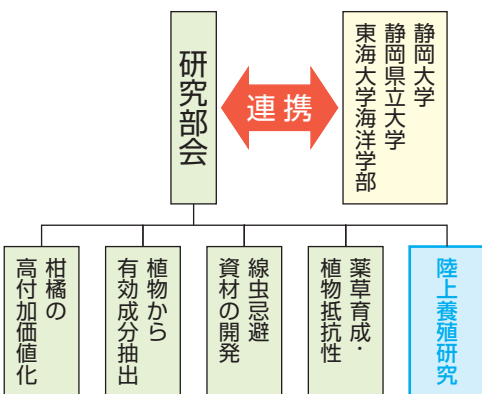 静岡大学
静岡県立大学
東海大学海洋学部
連携
研究部会
陸上養殖研究
薬草育成・
植物抵抗性
線虫忌避
資材の開発
植物から
有効成分抽出
柑橘の
高付加価値化